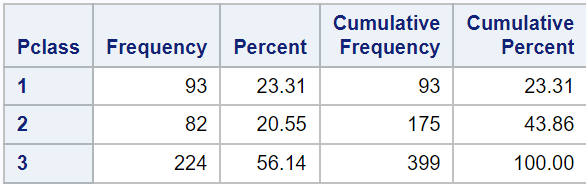 Pclass Frequency Percent Cumulative Frequency Cumulative Percent
1 93 23.31 93 23.31
2 82 20.55 175 43.86
3 224 56.14 399 100.00